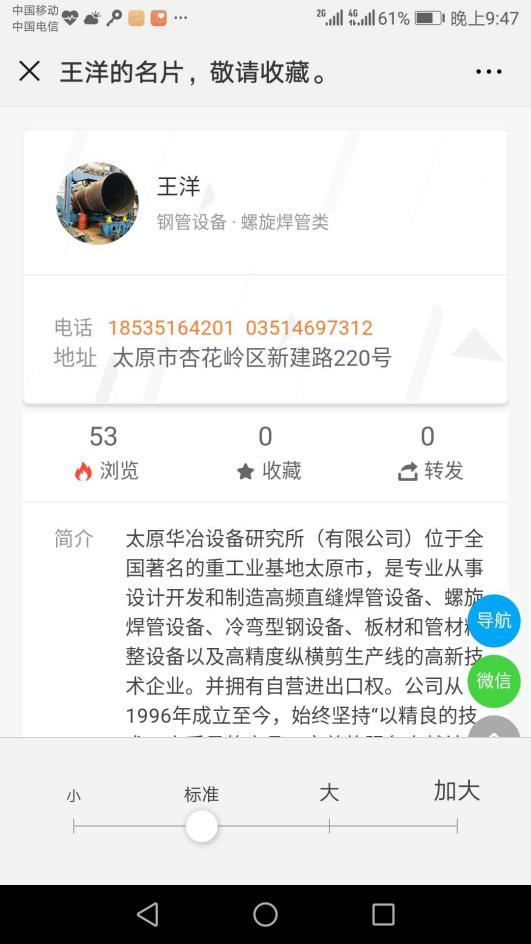 中国移动
中国电信
2G 4G 61% 晚上9:47
王洋的名片，敬请收藏。
王洋
钢管设备·螺旋焊管类
电话 18535164201 03514697312
地址 太原市杏花岭区新建路220号
53 0 0
浏览 收藏 转发
简介 太原华冶设备研究所（有限公司）位于全
国著名的重工业基地太原市，是专业从事
设计开发和制造高频直缝焊管设备、螺旋
焊管设备、冷弯型钢设备、板材和管材精
整设备以及高精度纵横剪生产线的高新技
术企业。并拥有自营进出口权。公司从
1996年成立至今，始终坚持“以精良的技
导航
微信
小 标准 大 加大